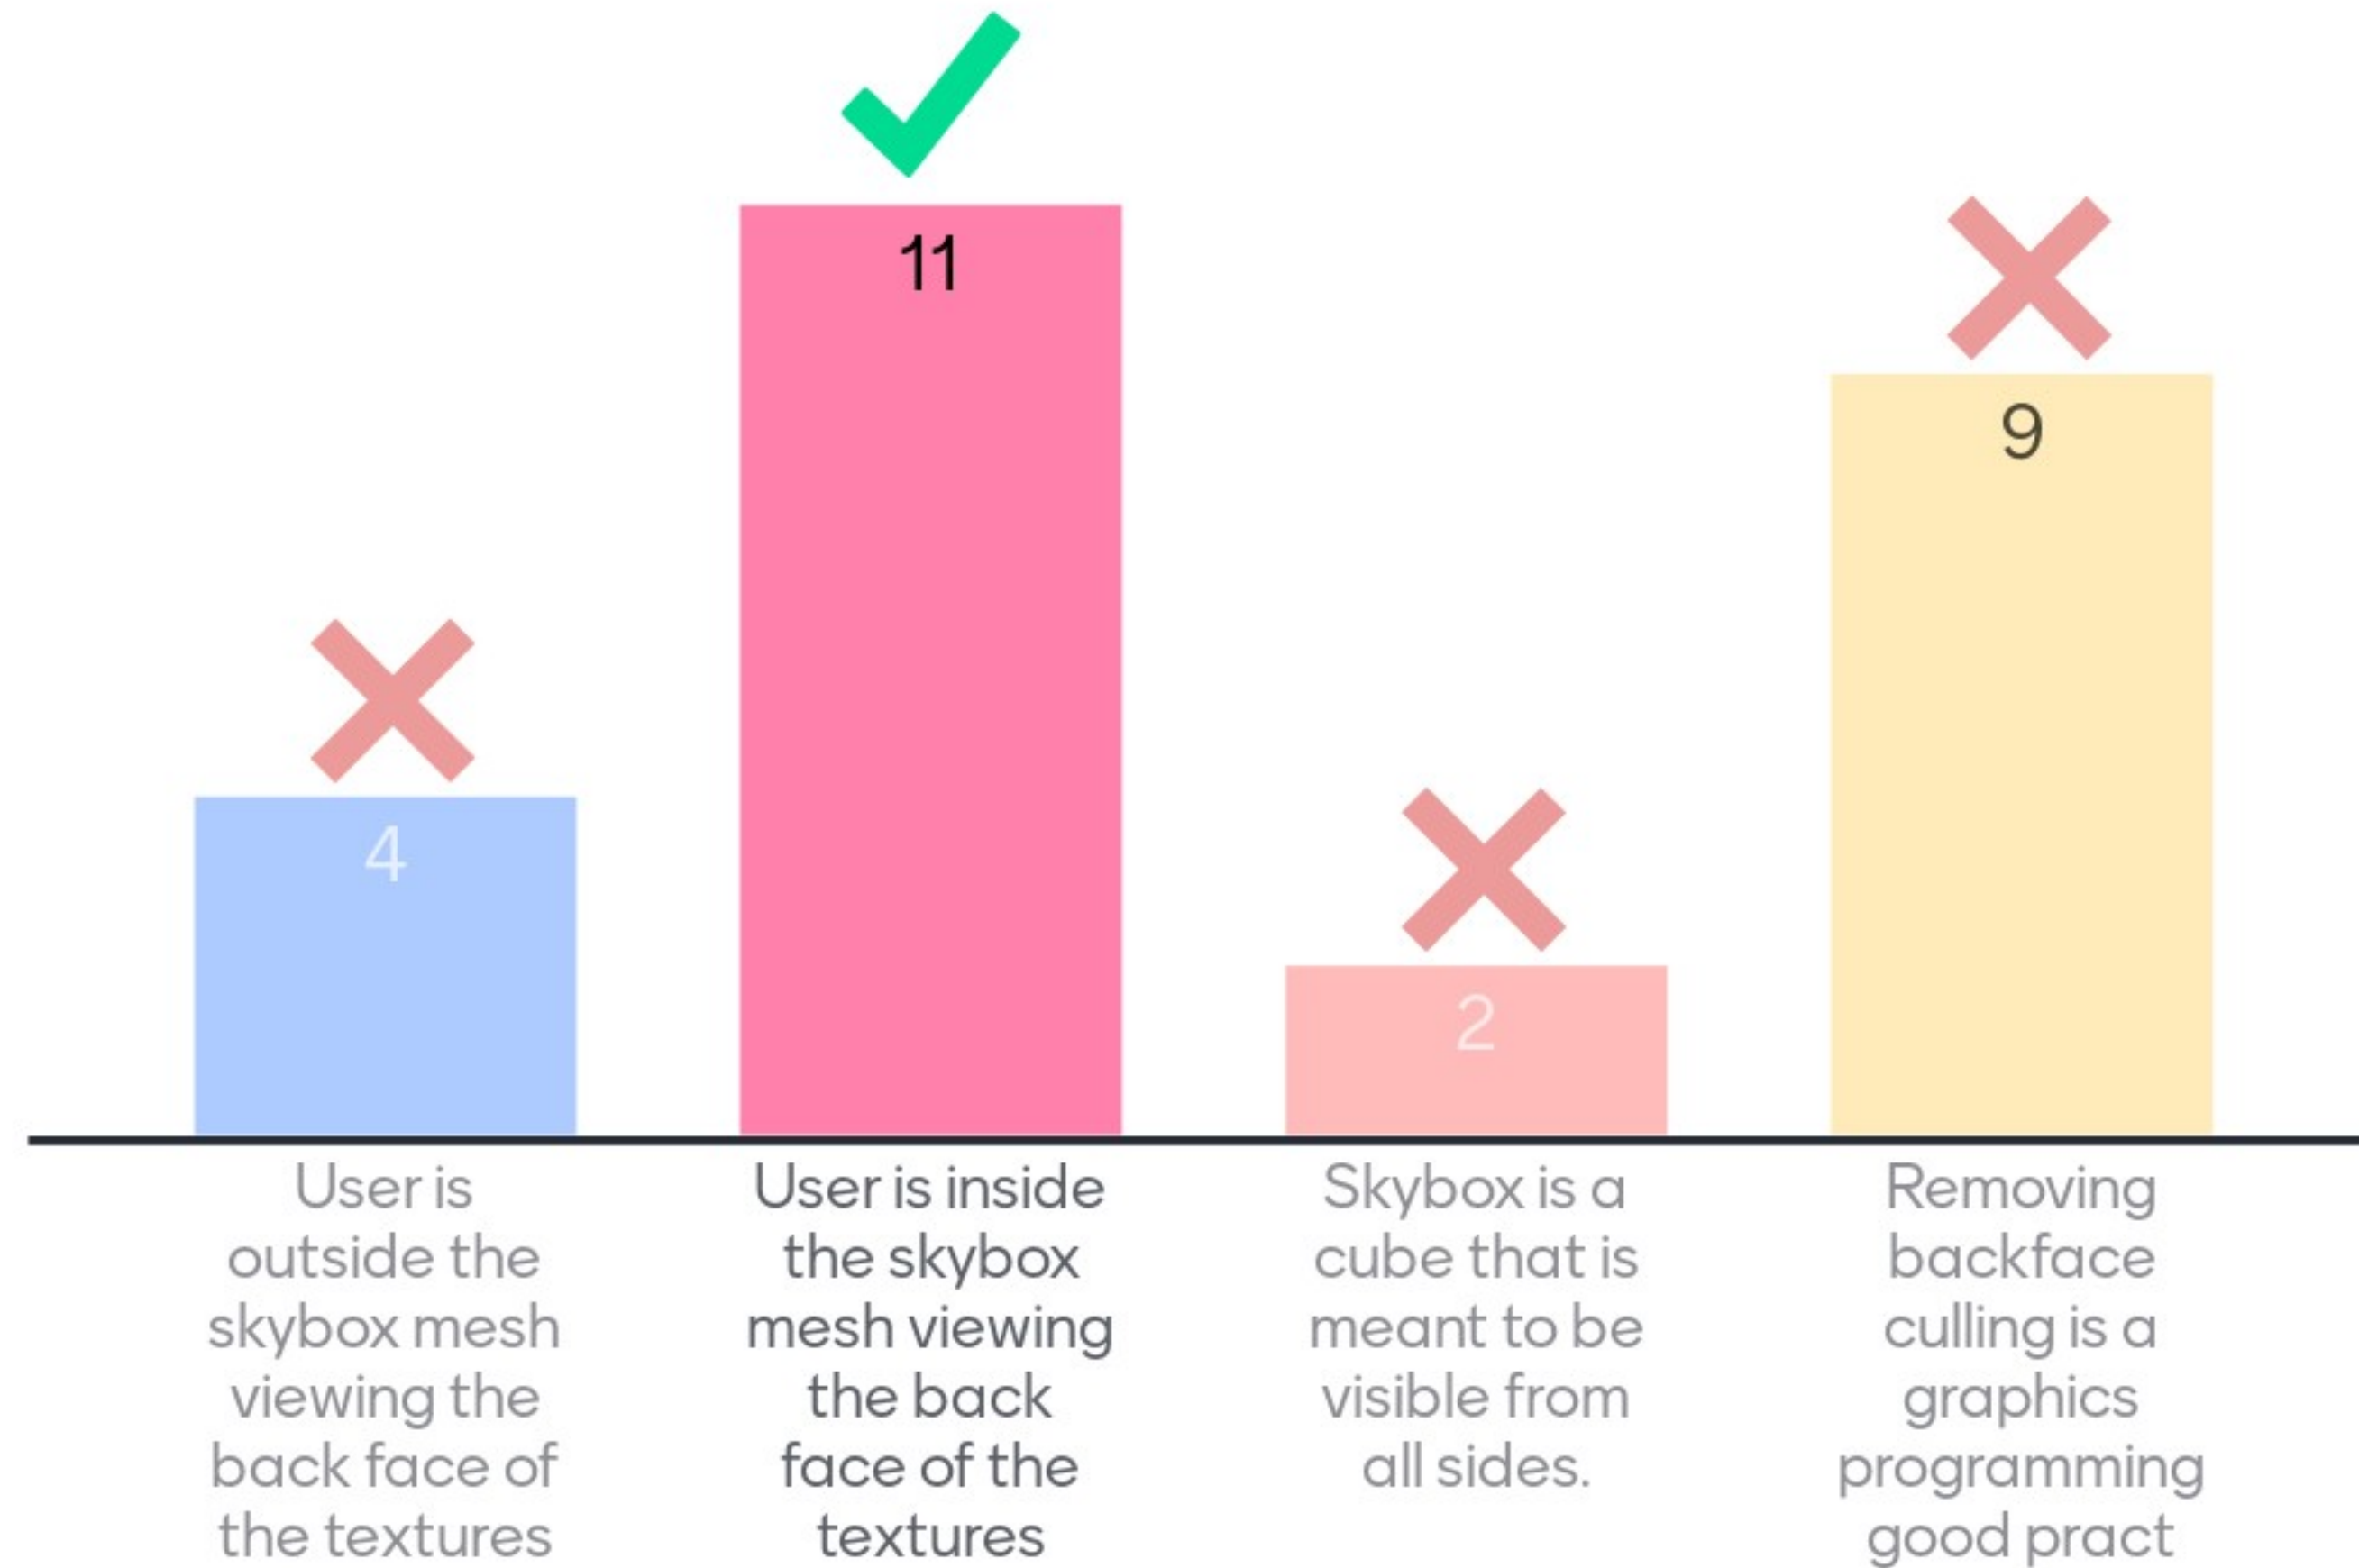 11
9
4
2
User is
outside the
skybox mesh
viewing the
back face of
the textures
User is inside
the skybox
mesh viewing
the back
face of the
textures
Skybox is a
cube that is
meant to be
visible from
all sides.
Removing
backface
culling is a
graphics
programming
good pract